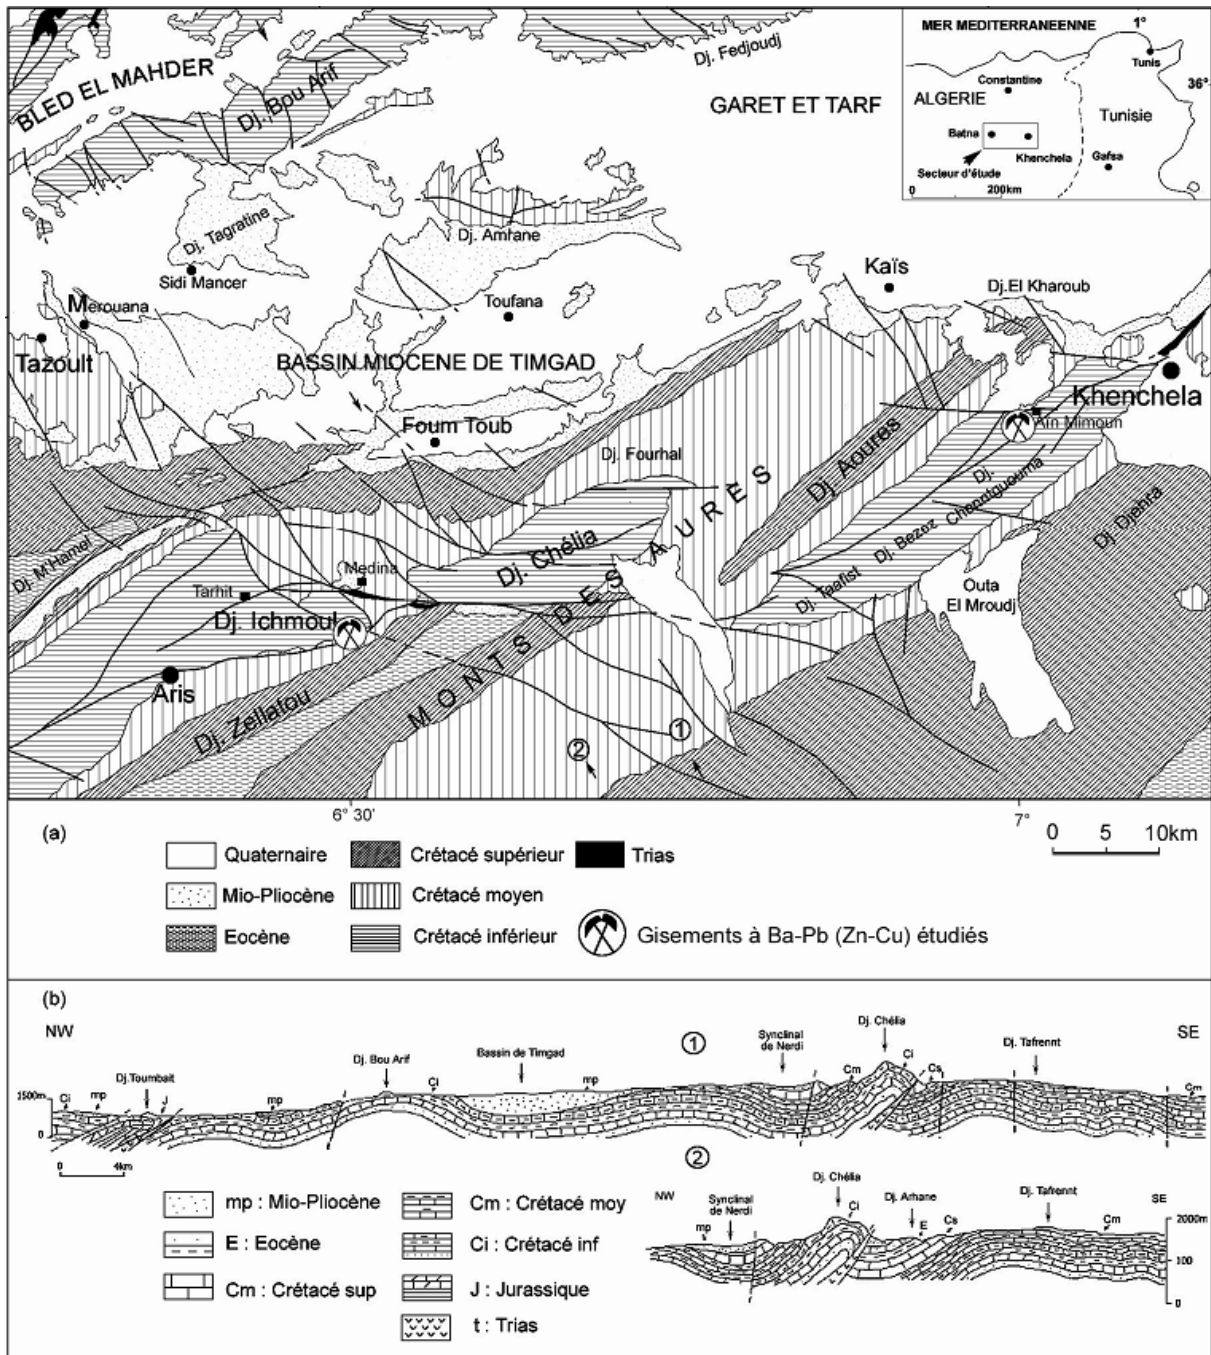 MER MEDITERRANEENNE
1°
Tunis
Constantine
36°
ALGERIE
Tunisie
Batna
Khenchela
Gafsa
Secteur d'étude
0
200km
BLED EL MAHDER
Dj. Bou Arif
Dj. Fedjoudj
GARET ET TARF
Dj. Tagratine
Sidi Mancer
Dj. Amrane
Kaïs
Dj.El Kharoub
Merouana
Toufana
Tazoult
BASSIN MIOCENE DE TIMGAD
Khenchela
Foum Toub
Aïn Mimoun
Dj. Fourhal
Dj. Aoures
Dj. Chentgouma
Dj. Djahra
Dj. M'Hamel
Dj. Chélia
Dj. Bezez
Medina
Tarhit
Dj. Taafist
Outa
El Mroudj
Dj. Ichmoul
MONTS DES AURÈS
Aris
Dj. Zellatou
1
2
6° 30'
7°
(a)
0 5 10km
Quaternaire
Crétacé supérieur
Trias
Mio-Pliocène
Crétacé moyen
Eocène
Crétacé inférieur
Gisements à Ba-Pb (Zn-Cu) étudiés
(b)
NW
SE
1
Dj.Toumbait
Dj. Bou Arif
Bassin de Timgad
Synclinal
de Nerdi
Dj. Chélia
Dj. Tafrennt
1500m
0
Ci
mp
J
mp
Ci
mp
Cm
Ci
Cs
Cm
0
4km
2
NW
Synclinal
de Nerdi
Dj. Chélia
Dj. Arhane
Dj. Tafrennt
SE
mp
Ci
E
Cs
Cm
2000m
100
0
mp : Mio-Pliocène
Cm : Crétacé moy
E : Eocène
Ci : Crétacé inf
Cm : Crétacé sup
J : Jurassique
t : Trias